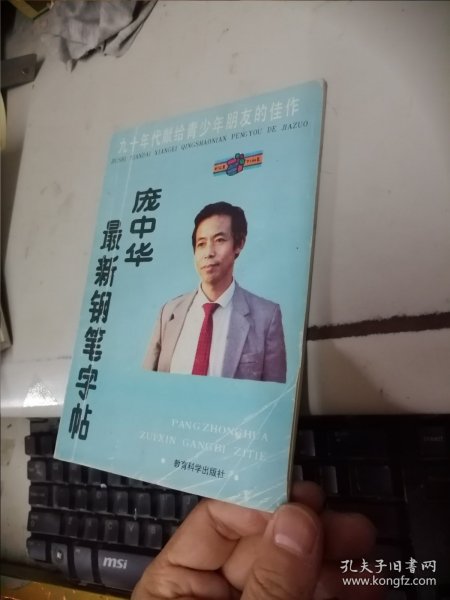 九十年代献给青少年朋友的佳作
JIUSHI NIANDAI XIANGEI QINGSHAONIAN PENGYOU DE JIAZUO
庞中华
最新钢笔字帖
PANGZHONGHUA
ZUIXIN GANGBI ZITIE
教育科学出版社
msi
孔夫子旧书网
www.kongfz.com